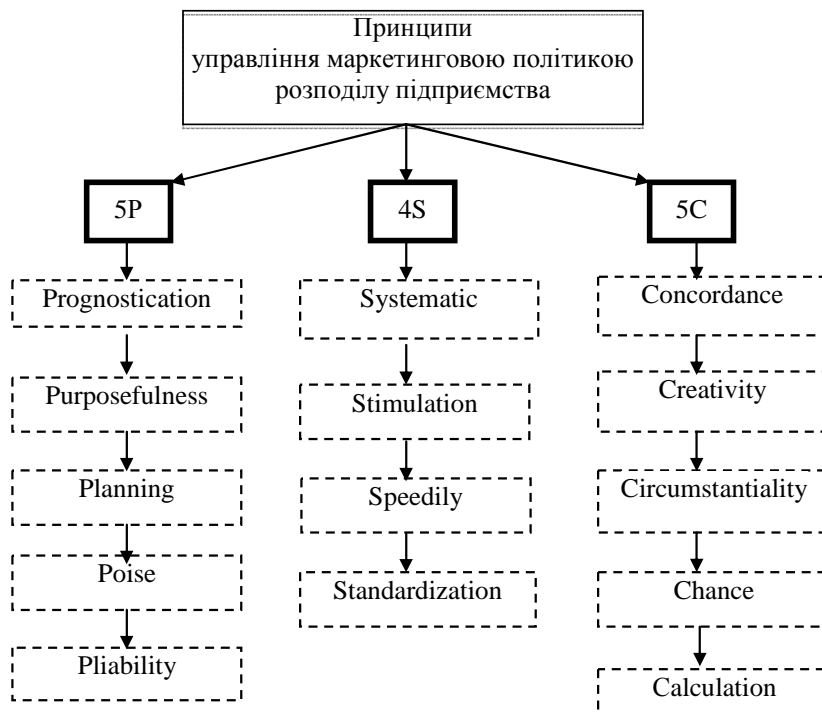 Принципи
управління маркетинговою політикою
розподілу підприємства
5P
4S
5C
Prognostication
Purposefulness
Planning
Poise
Pliability
Systematic
Stimulation
Speedily
Standardization
Concordance
Creativity
Circumstantiality
Chance
Calculation